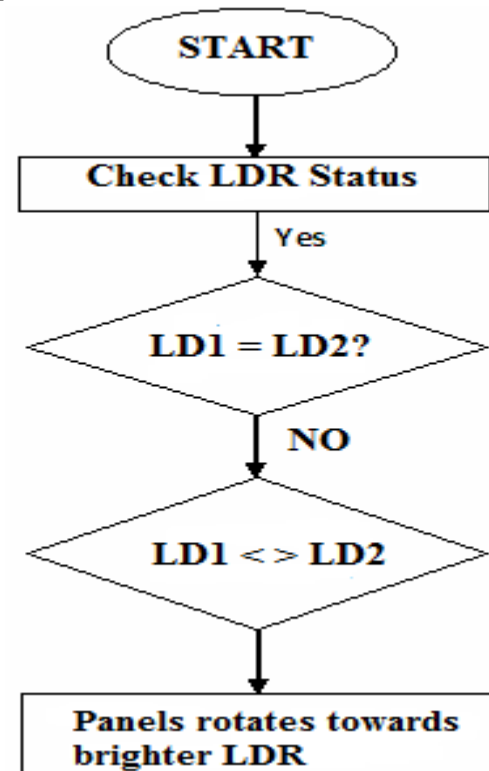 START
Check LDR Status
Yes
LD1 = LD2?
NO
LD1 < > LD2
Panels rotates towards
brighter LDR